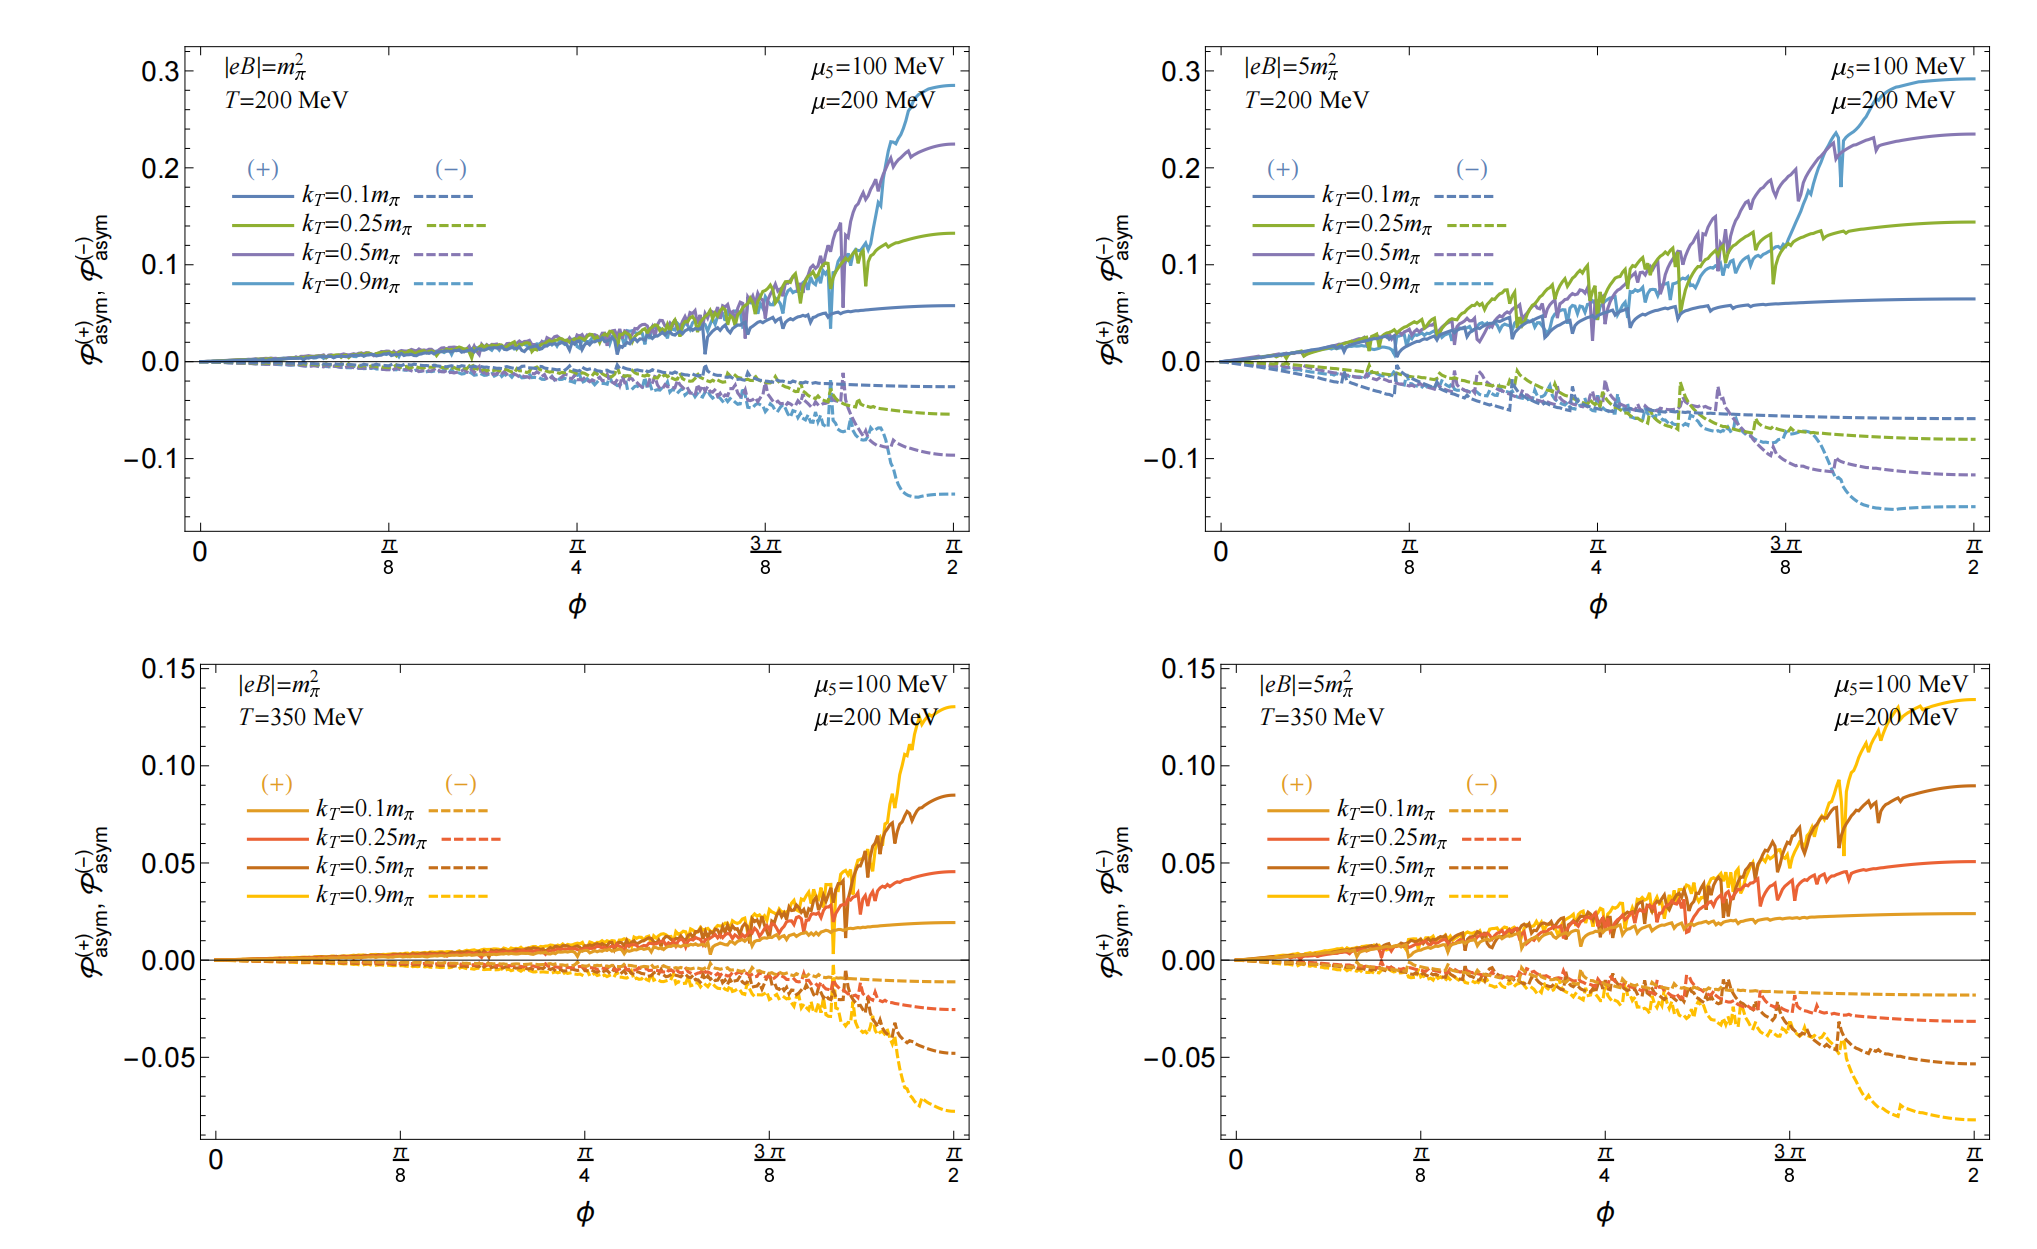 |eB|=m²π
μ5=100 MeV
T=200 MeV
μ=200 MeV
(+) (−)
kT=0.1mπ
kT=0.25mπ
kT=0.5mπ
kT=0.9mπ
0.3
0.2
0.1
0.0
−0.1
𝒫(+)asym, 𝒫(−)asym
0 π/8 π/4 3π/8 π/2
ϕ
|eB|=5m²π
μ5=100 MeV
T=200 MeV
μ=200 MeV
(+) (−)
kT=0.1mπ
kT=0.25mπ
kT=0.5mπ
kT=0.9mπ
0.3
0.2
0.1
0.0
−0.1
𝒫(+)asym, 𝒫(−)asym
0 π/8 π/4 3π/8 π/2
ϕ
|eB|=m²π
μ5=100 MeV
T=350 MeV
μ=200 MeV
(+) (−)
kT=0.1mπ
kT=0.25mπ
kT=0.5mπ
kT=0.9mπ
0.15
0.10
0.05
0.00
−0.05
𝒫(+)asym, 𝒫(−)asym
0 π/8 π/4 3π/8 π/2
ϕ
|eB|=5m²π
μ5=100 MeV
T=350 MeV
μ=200 MeV
(+) (−)
kT=0.1mπ
kT=0.25mπ
kT=0.5mπ
kT=0.9mπ
0.15
0.10
0.05
0.00
−0.05
𝒫(+)asym, 𝒫(−)asym
0 π/8 π/4 3π/8 π/2
ϕ